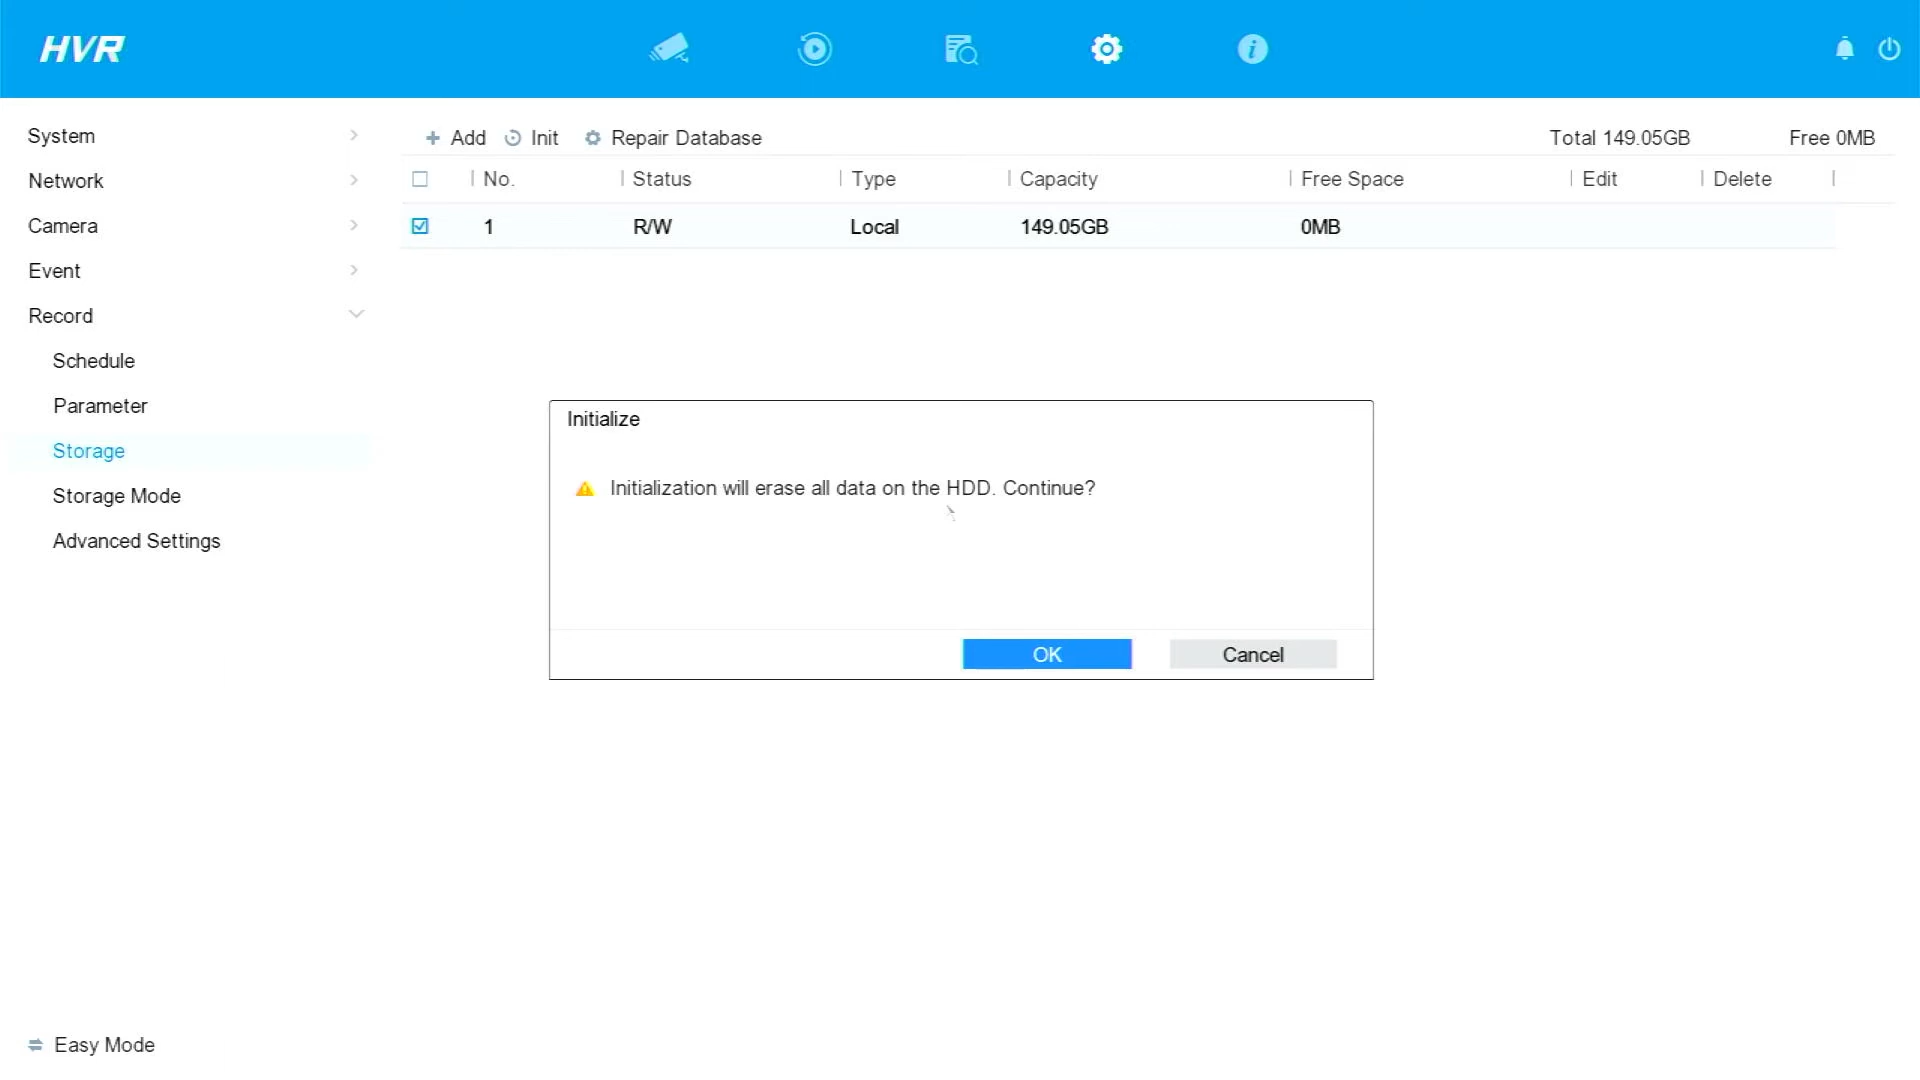 HVR
System
Network
Camera
Event
Record
Schedule
Parameter
Storage
Storage Mode
Advanced Settings
Easy Mode
Add Init Repair Database Total 149.05GB Free 0MB
No. Status Type Capacity Free Space Edit Delete
1 R/W Local 149.05GB 0MB
Initialize
Initialization will erase all data on the HDD. Continue?
OK Cancel